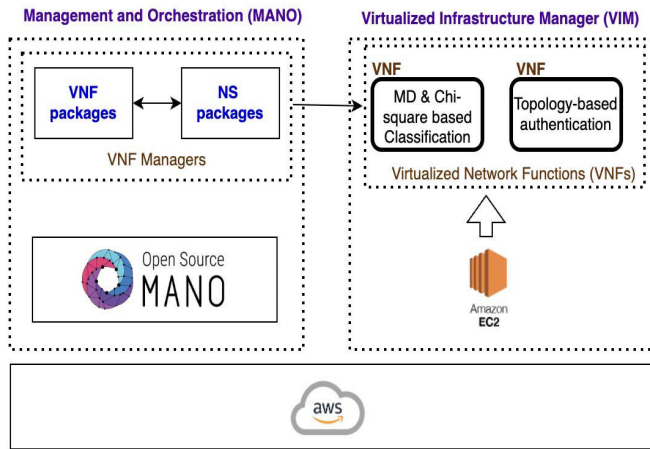 Management and Orchestration (MANO)
VNF
packages
NS
packages
VNF Managers
Open Source
MANO
Virtualized Infrastructure Manager (VIM)
VNF
MD & Chi-
square based
Classification
VNF
Topology-based
authentication
Virtualized Network Functions (VNFs)
Amazon
EC2
aws